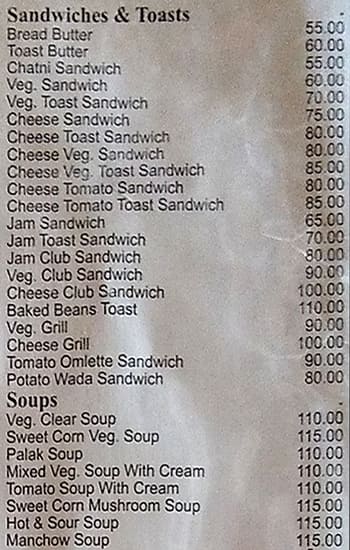 Sandwiches & Toasts
Bread Butter 55.00
Toast Butter 60.00
Chatni Sandwich 55.00
Veg. Sandwich 60.00
Veg. Toast Sandwich 70.00
Cheese Sandwich 75.00
Cheese Toast Sandwich 80.00
Cheese Veg. Sandwich 80.00
Cheese Veg. Toast Sandwich 85.00
Cheese Tomato Sandwich 80.00
Cheese Tomato Toast Sandwich 85.00
Jam Sandwich 65.00
Jam Toast Sandwich 70.00
Jam Club Sandwich 80.00
Veg. Club Sandwich 90.00
Cheese Club Sandwich 100.00
Baked Beans Toast 110.00
Veg. Grill 90.00
Cheese Grill 100.00
Tomato Omlette Sandwich 90.00
Potato Wada Sandwich 80.00
Soups
Veg. Clear Soup 110.00
Sweet Corn Veg. Soup 115.00
Palak Soup 110.00
Mixed Veg. Soup With Cream 110.00
Tomato Soup With Cream 110.00
Sweet Corn Mushroom Soup 115.00
Hot & Sour Soup 115.00
Manchow Soup 115.00